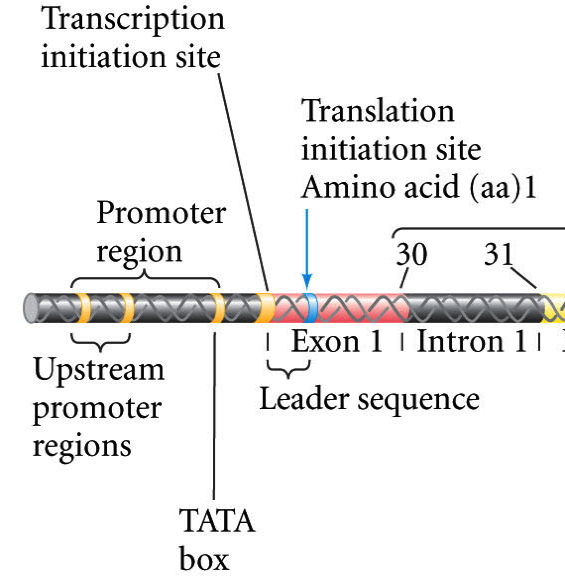 Transcription
initiation site
Translation
initiation site
Amino acid (aa)1
Promoter
region
30
31
Exon 1
Intron 1
Leader sequence
Upstream
promoter
regions
TATA
box